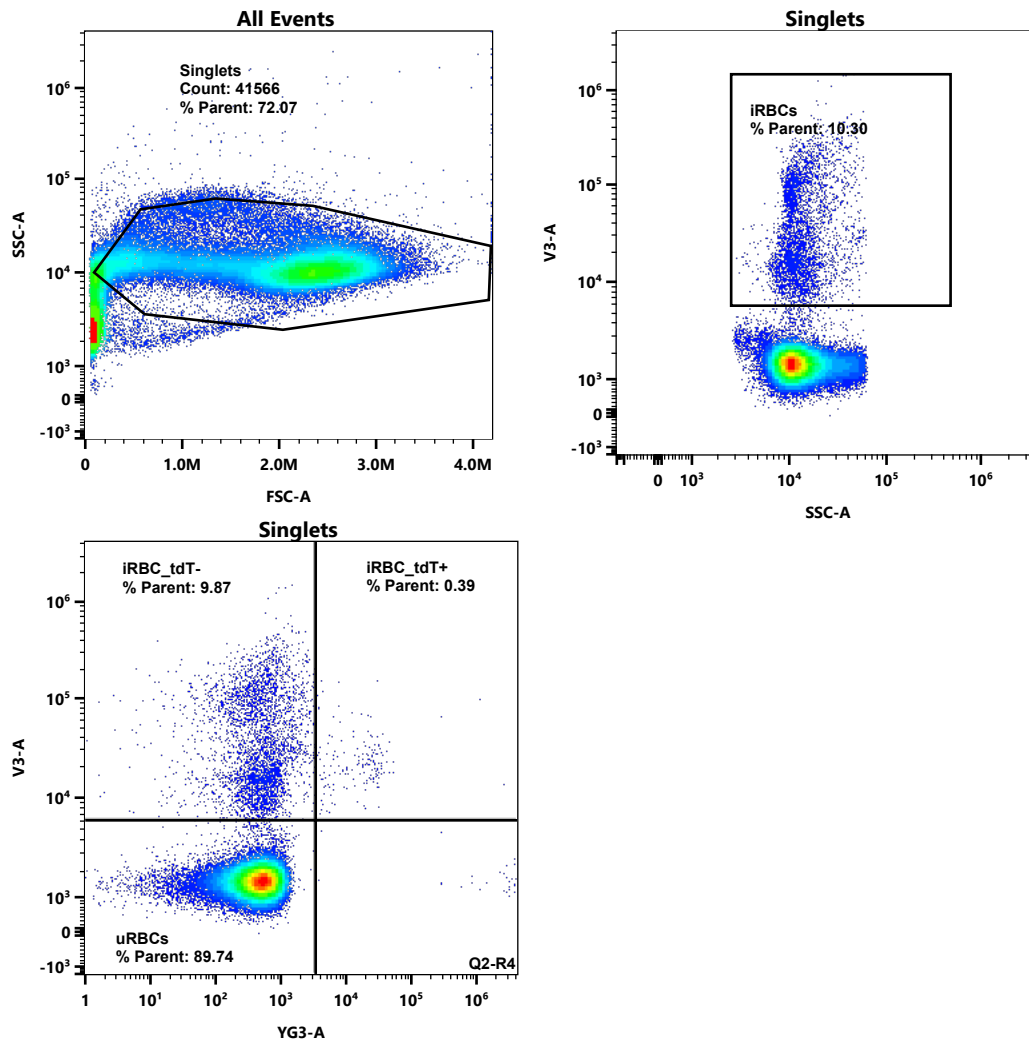 All Events
Singlets
Count: 41566
% Parent: 72.07
10⁶
10⁵
10⁴
10³
0
-10³
SSC-A
0
1.0M
2.0M
3.0M
4.0M
FSC-A
Singlets
iRBCs
% Parent: 10.30
10⁶
10⁵
10⁴
10³
0
-10³
V3-A
0
10³
10⁴
10⁵
10⁶
SSC-A
Singlets
iRBC_tdT-
% Parent: 9.87
iRBC_tdT+
% Parent: 0.39
10⁶
10⁵
10⁴
10³
0
-10³
V3-A
uRBCs
% Parent: 89.74
Q2-R4
1
10¹
10²
10³
10⁴
10⁵
10⁶
YG3-A